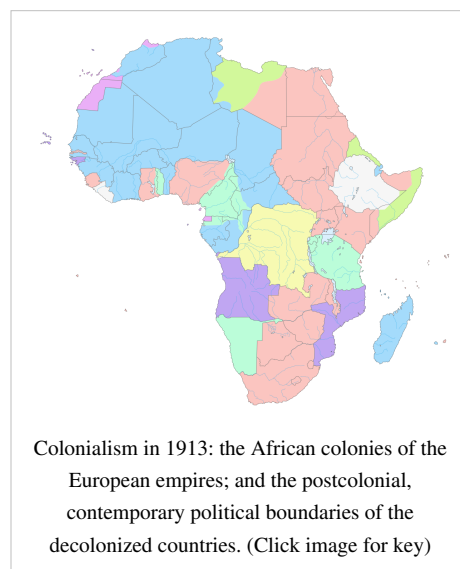 Colonialism in 1913: the African colonies of the
European empires; and the postcolonial,
contemporary political boundaries of the
decolonized countries. (Click image for key)